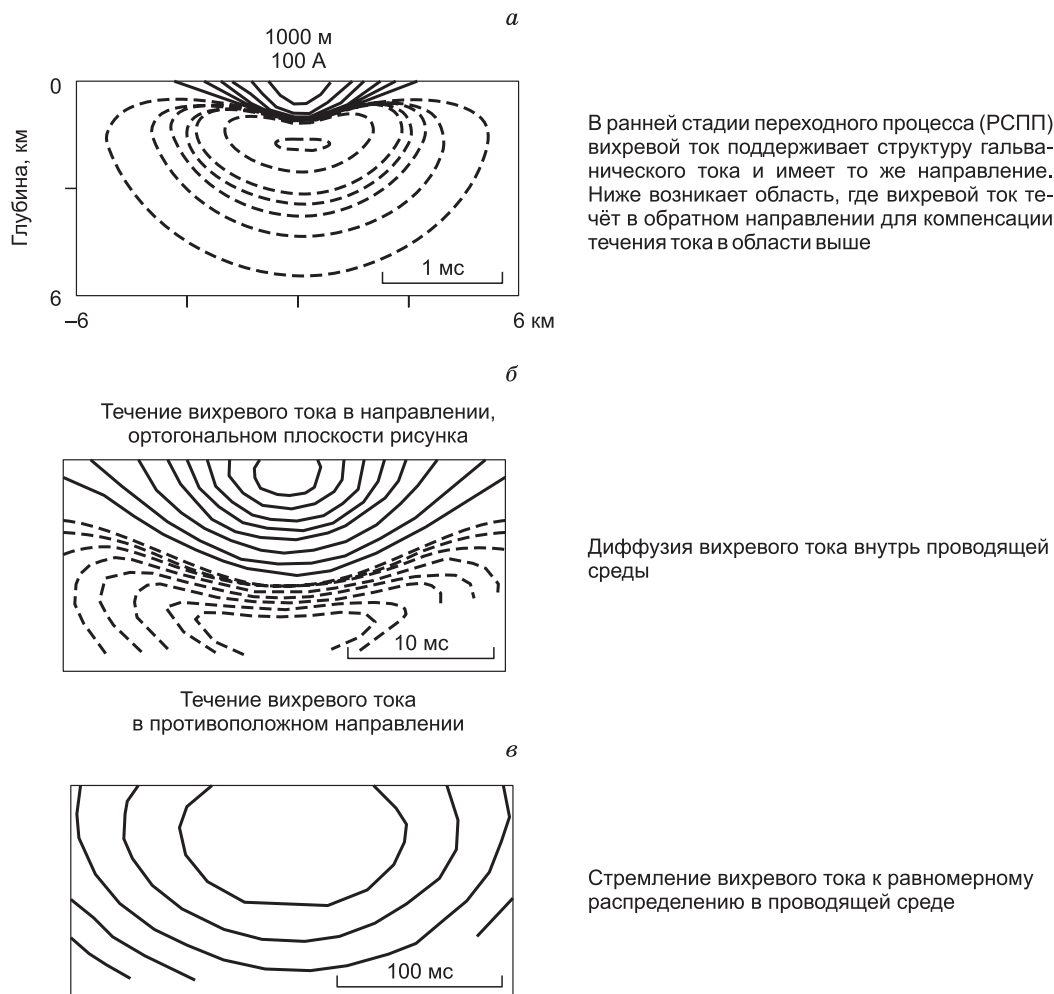 а
1000 м
100 А
0
Глубина, км
6
1 мс
–6
6 км
В ранней стадии переходного процесса (РСПП)
вихревой ток поддерживает структуру гальва-
нического тока и имеет то же направление.
Ниже возникает область, где вихревой ток те-
чёт в обратном направлении для компенсации
течения тока в области выше
б
Течение вихревого тока в направлении,
ортогональном плоскости рисунка
10 мс
Течение вихревого тока
в противоположном направлении
Диффузия вихревого тока внутрь проводящей
среды
в
100 мс
Стремление вихревого тока к равномерному
распределению в проводящей среде